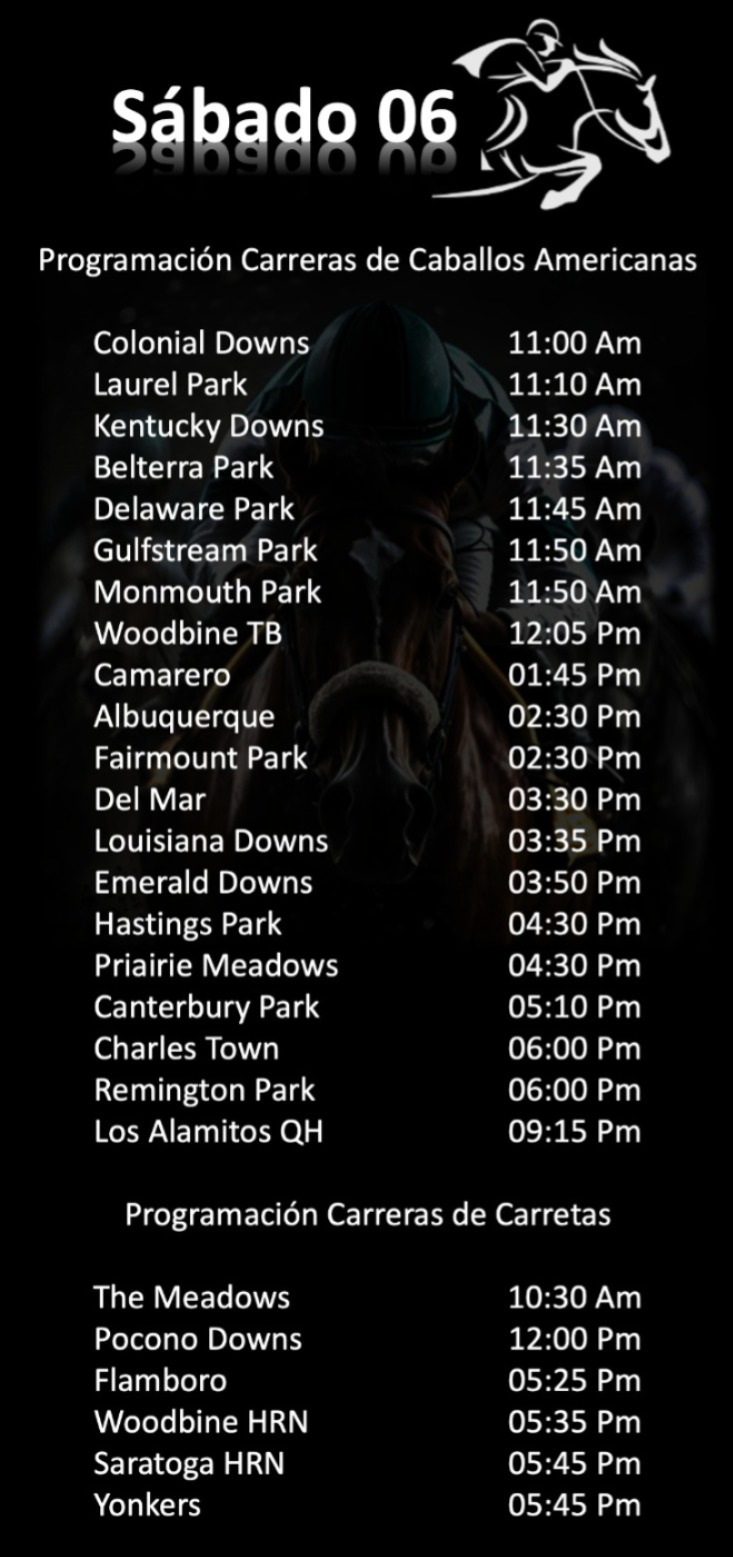 Sábado 06
Programación Carreras de Caballos Americanas
Colonial Downs 11:00 Am
Laurel Park 11:10 Am
Kentucky Downs 11:30 Am
Belterra Park 11:35 Am
Delaware Park 11:45 Am
Gulfstream Park 11:50 Am
Monmouth Park 11:50 Am
Woodbine TB 12:05 Pm
Camarero 01:45 Pm
Albuquerque 02:30 Pm
Fairmount Park 02:30 Pm
Del Mar 03:30 Pm
Louisiana Downs 03:35 Pm
Emerald Downs 03:50 Pm
Hastings Park 04:30 Pm
Priairie Meadows 04:30 Pm
Canterbury Park 05:10 Pm
Charles Town 06:00 Pm
Remington Park 06:00 Pm
Los Alamitos QH 09:15 Pm
Programación Carreras de Carretas
The Meadows 10:30 Am
Pocono Downs 12:00 Pm
Flamboro 05:25 Pm
Woodbine HRN 05:35 Pm
Saratoga HRN 05:45 Pm
Yonkers 05:45 Pm